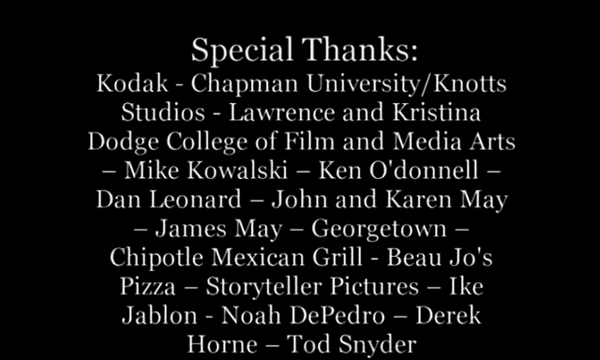 Special Thanks:
Kodak - Chapman University/Knotts
Studios - Lawrence and Kristina
Dodge College of Film and Media Arts
– Mike Kowalski – Ken O'donnell –
Dan Leonard – John and Karen May
– James May – Georgetown –
Chipotle Mexican Grill - Beau Jo's
Pizza – Storyteller Pictures – Ike
Jablon - Noah DePedro – Derek
Horne – Tod Snyder